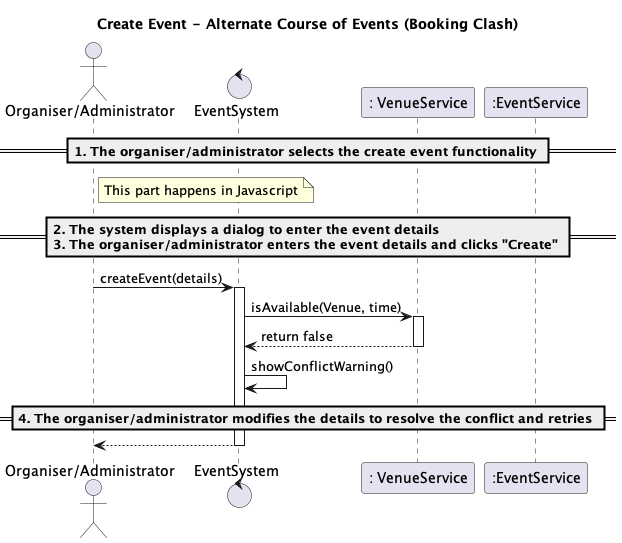 Create Event - Alternate Course of Events (Booking Clash)
Organiser/Administrator
EventSystem
: VenueService
:EventService
1. The organiser/administrator selects the create event functionality
This part happens in Javascript
2. The system displays a dialog to enter the event details
3. The organiser/administrator enters the event details and clicks "Create"
createEvent(details)
isAvailable(Venue, time)
return false
showConflictWarning()
4. The organiser/administrator modifies the details to resolve the conflict and retries
Organiser/Administrator
EventSystem
: VenueService
:EventService